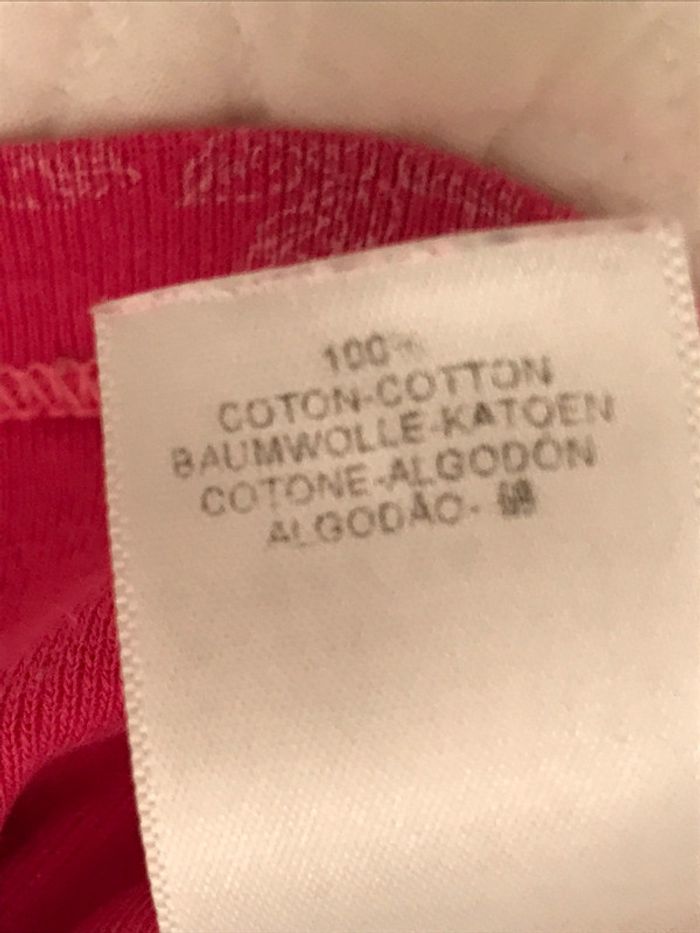 100%
COTON-COTTON
BAUMWOLLE-KATOEN
COTONE-ALGODÓN
ALGODÃO-